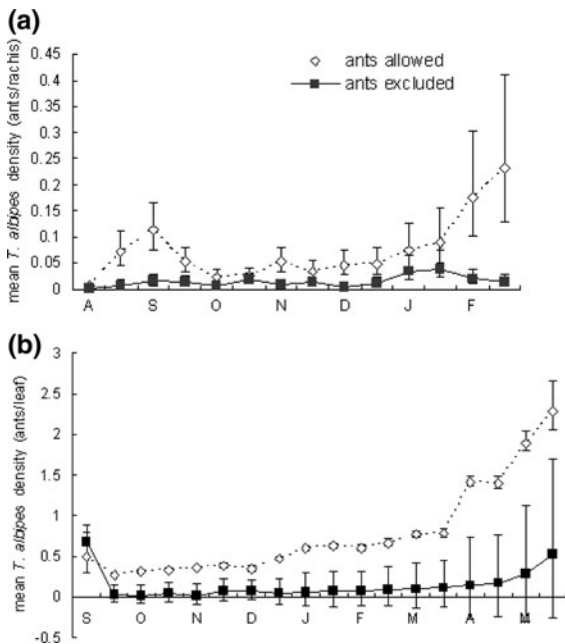 (a)
ants allowed
ants excluded
mean T. albipes density (ants/rachis)
0.45
0.4
0.35
0.3
0.25
0.2
0.15
0.1
0.05
0
A S O N D J F
(b)
mean T. albipes density (ants/leaf)
3
2.5
2
1.5
1
0.5
0
-0.5
S O N D J F M A M